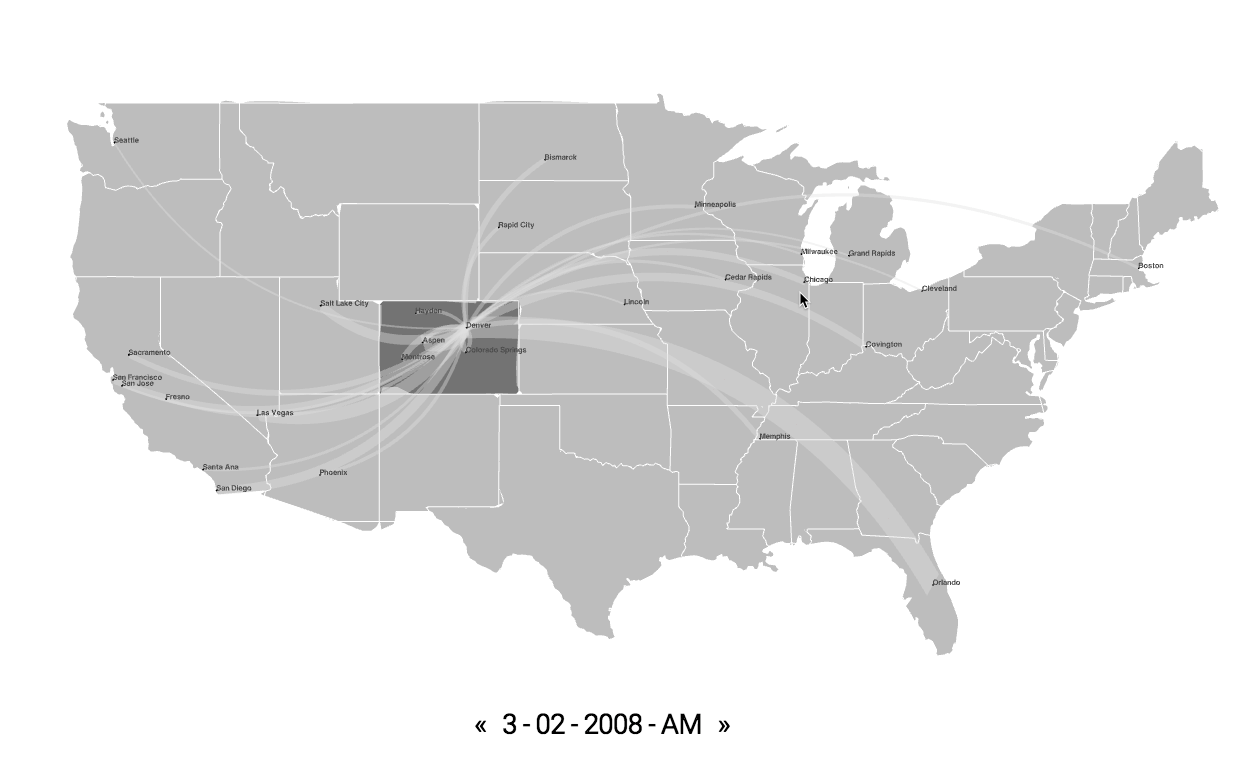 Seattle
Bismarck
Minneapolis
Rapid City
Milwaukee
Grand Rapids
Boston
Cedar Rapids
Chicago
Cleveland
Salt Lake City
Lincoln
Hayden
Denver
Aspen
Covington
Colorado Springs
Sacramento
Montrose
San Francisco
San Jose
Fresno
Las Vegas
Memphis
Santa Ana
Phoenix
San Diego
Orlando
« 3 - 02 - 2008 - AM »